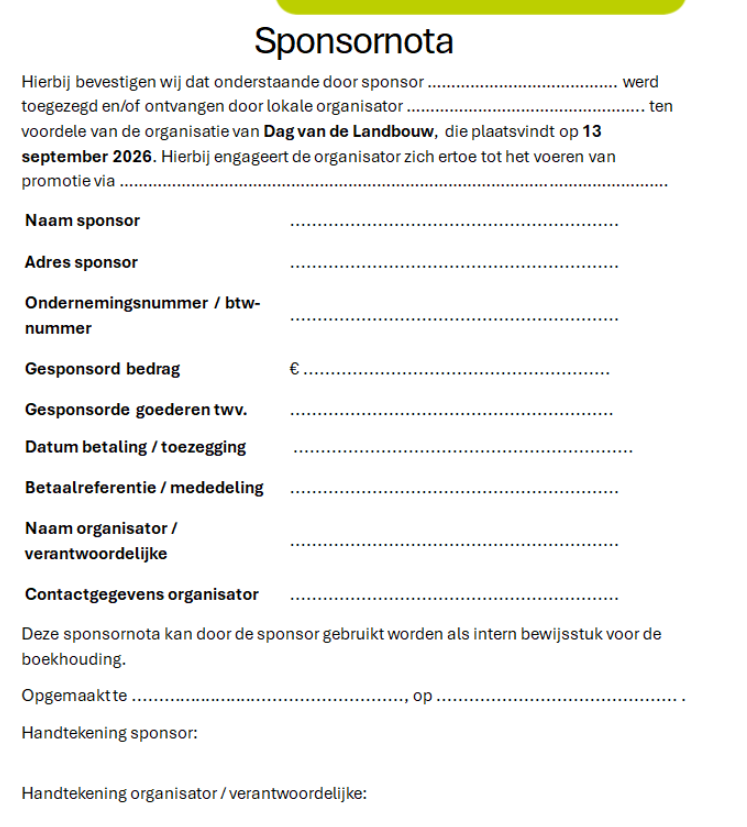 Sponsornota
Hierbij bevestigen wij dat onderstaande door sponsor ...................................... werd
toegezegd en/of ontvangen door lokale organisator ................................................ ten
voordele van de organisatie van Dag van de Landbouw, die plaatsvindt op 13
september 2026. Hierbij engageert de organisator zich ertoe tot het voeren van
promotie via ..............................................................................................................
Naam sponsor ............................................................
Adres sponsor ............................................................
Ondernemingsnummer / btw-
nummer ............................................................
Gesponsord bedrag € ........................................................
Gesponsorde goederen twv. ...........................................................
Datum betaling / toezegging ..............................................................
Betaalreferentie / mededeling ............................................................
Naam organisator /
verantwoordelijke ............................................................
Contactgegevens organisator ............................................................
Deze sponsornota kan door de sponsor gebruikt worden als intern bewijsstuk voor de
boekhouding.
Opgemaakt te .................................................., op ............................................ .
Handtekening sponsor:
Handtekening organisator / verantwoordelijke: